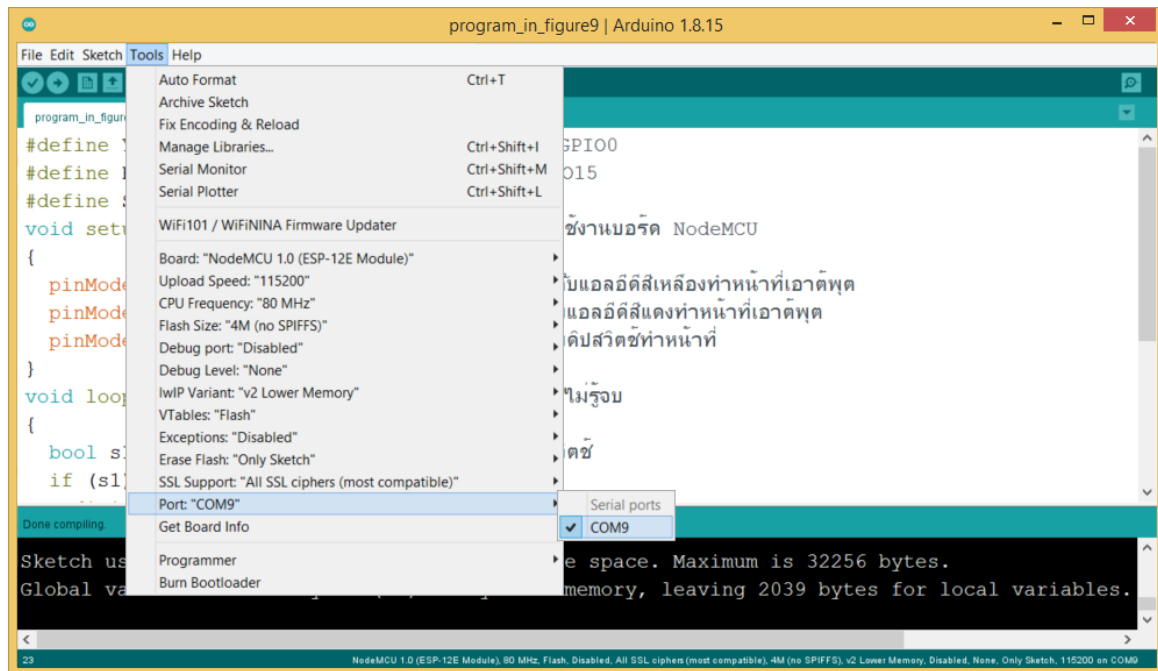 program_in_figure9 | Arduino 1.8.15
File Edit Sketch Tools Help
Auto Format Ctrl+T
Archive Sketch
Fix Encoding & Reload
Manage Libraries... Ctrl+Shift+I
Serial Monitor Ctrl+Shift+M
Serial Plotter Ctrl+Shift+L
WiFi101 / WiFiNINA Firmware Updater
Board: "NodeMCU 1.0 (ESP-12E Module)"
Upload Speed: "115200"
CPU Frequency: "80 MHz"
Flash Size: "4M (no SPIFFS)"
Debug port: "Disabled"
Debug Level: "None"
IwIP Variant: "v2 Lower Memory"
VTables: "Flash"
Exceptions: "Disabled"
Erase Flash: "Only Sketch"
SSL Support: "All SSL ciphers (most compatible)"
Port: "COM9"
Get Board Info
Programmer
Burn Bootloader
Serial ports
COM9
program_in_figure
#define GPIO0
#define O15
#define
void setu ช้งานบอร์ด NodeMCU
{
pinMode ับแอลอีดีสีเหลืองทำหน้าที่เอาต์พุต
pinMode แอลอีดีสีแดงทำหน้าที่เอาต์พุต
pinMode ดิปสวิตช์ทำหน้าที่
}
void loop ไม่รู้จบ
{
bool s ตช์
if (s1)
Done compiling.
Sketch us e space. Maximum is 32256 bytes.
Global va memory, leaving 2039 bytes for local variables.
23 NodeMCU 1.0 (ESP-12E Module), 80 MHz, Flash, Disabled, All SSL ciphers (most compatible), 4M (no SPIFFS), v2 Lower Memory, Disabled, None, Only Sketch, 115200 on COM9